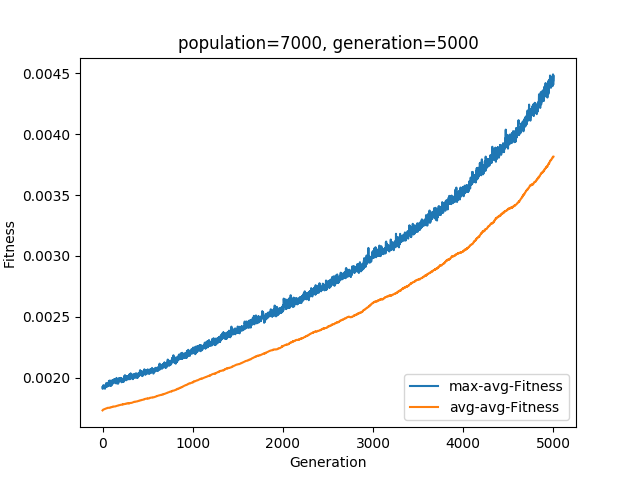 population=7000, generation=5000
0.0045
0.0040
0.0035
0.0030
0.0025
0.0020
Fitness
max-avg-Fitness
avg-avg-Fitness
0 1000 2000 3000 4000 5000
Generation